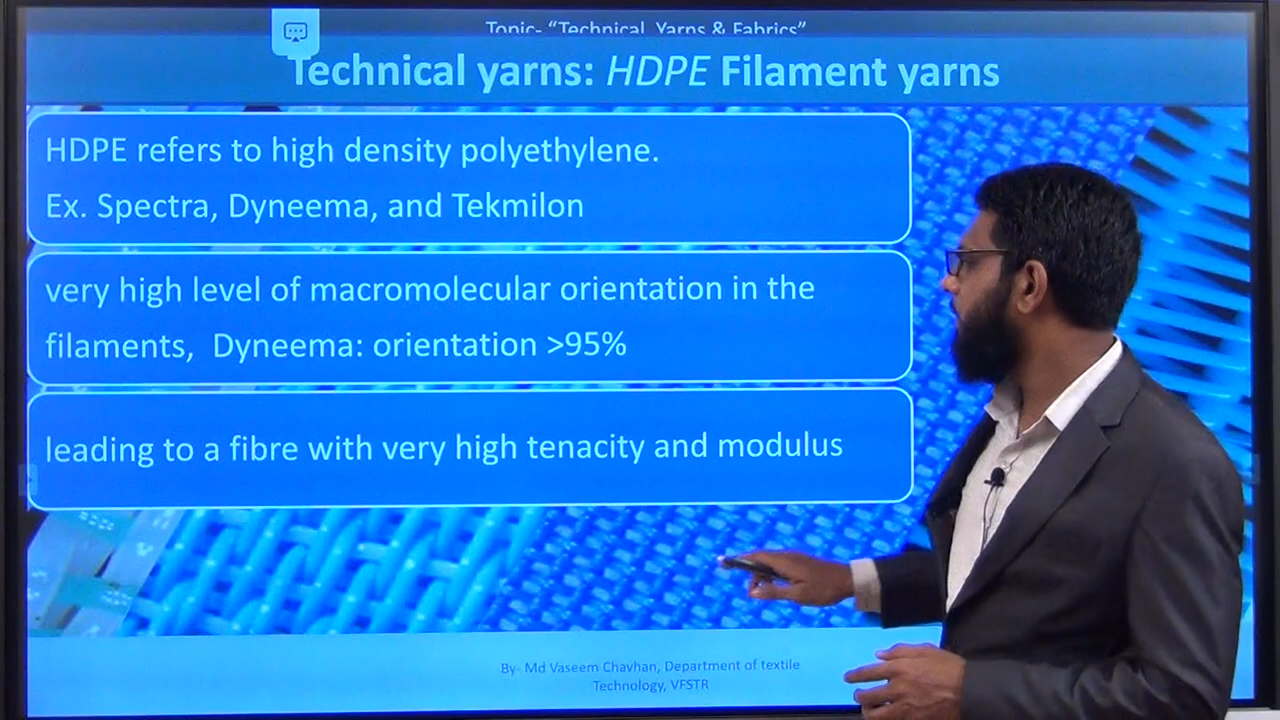 Topic- “Technical Yarns & Fabrics”
Technical yarns: HDPE Filament yarns
HDPE refers to high density polyethylene.
Ex. Spectra, Dyneema, and Tekmilon
very high level of macromolecular orientation in the
filaments, Dyneema: orientation >95%
leading to a fibre with very high tenacity and modulus
By- Md Vaseem Chavhan, Department of textile
Technology, VFSTR